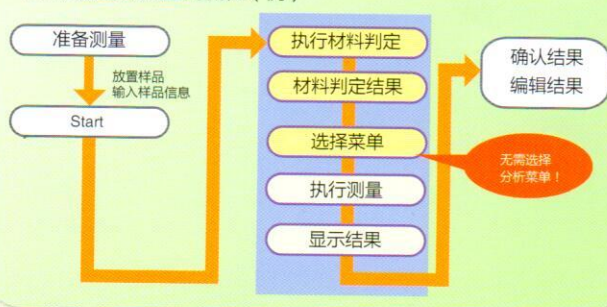 准备测量
放置样品
输入样品信息
Start
执行材料判定
材料判定结果
选择菜单
执行测量
显示结果
无需选择
分析菜单！
确认结果
编辑结果